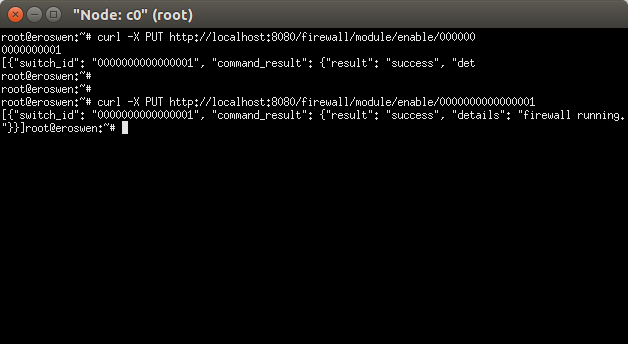 "Node: c0" (root)
root@eroswen:~# curl -X PUT http://localhost:8080/firewall/module/enable/000000
0000000001
[{"switch_id": "0000000000000001", "command_result": {"result": "success", "det
root@eroswen:~#
root@eroswen:~#
root@eroswen:~# curl -X PUT http://localhost:8080/firewall/module/enable/0000000000000001
[{"switch_id": "0000000000000001", "command_result": {"result": "success", "details": "firewall running.
"}}]root@eroswen:~#